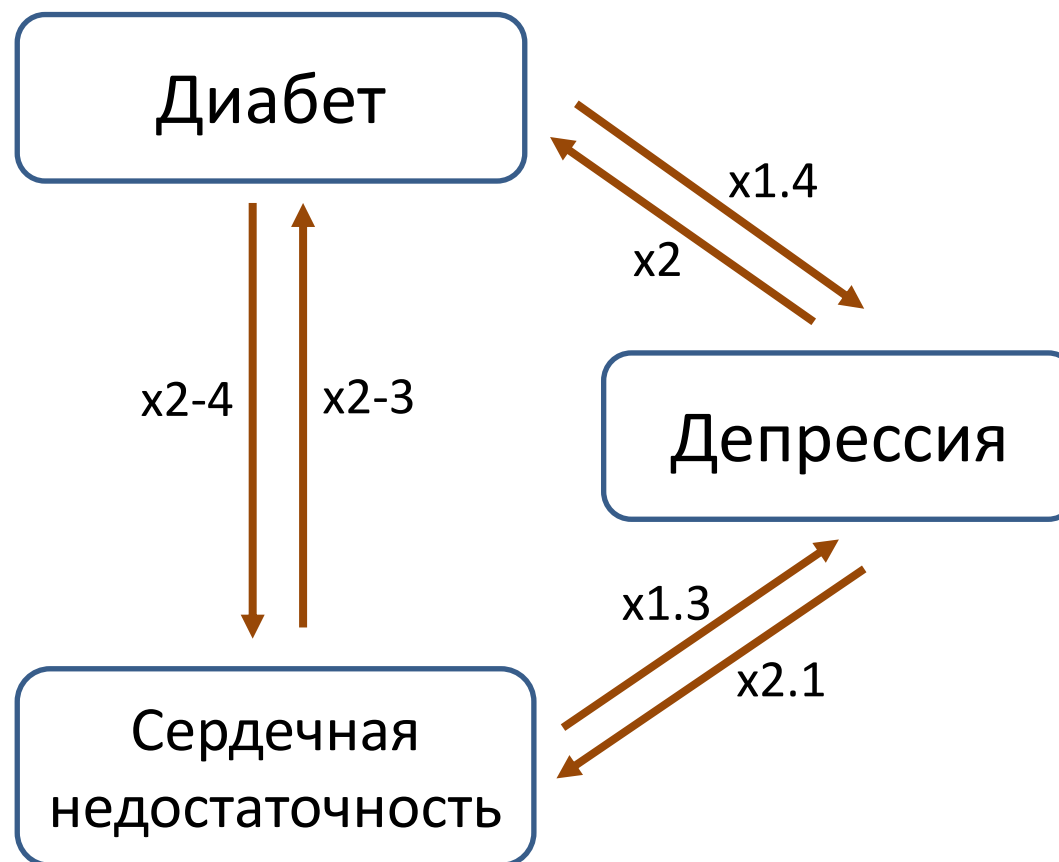 Диабет
x1.4
x2
x2-4
x2-3
Депрессия
x1.3
x2.1
Сердечная
недостаточность